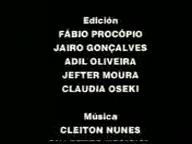 Edición
FÁBIO PROCÓPIO
JAIRO GONÇALVES
ADIL OLIVEIRA
JEFTER MOURA
CLAUDIA OSEKI
Música
CLEITON NUNES